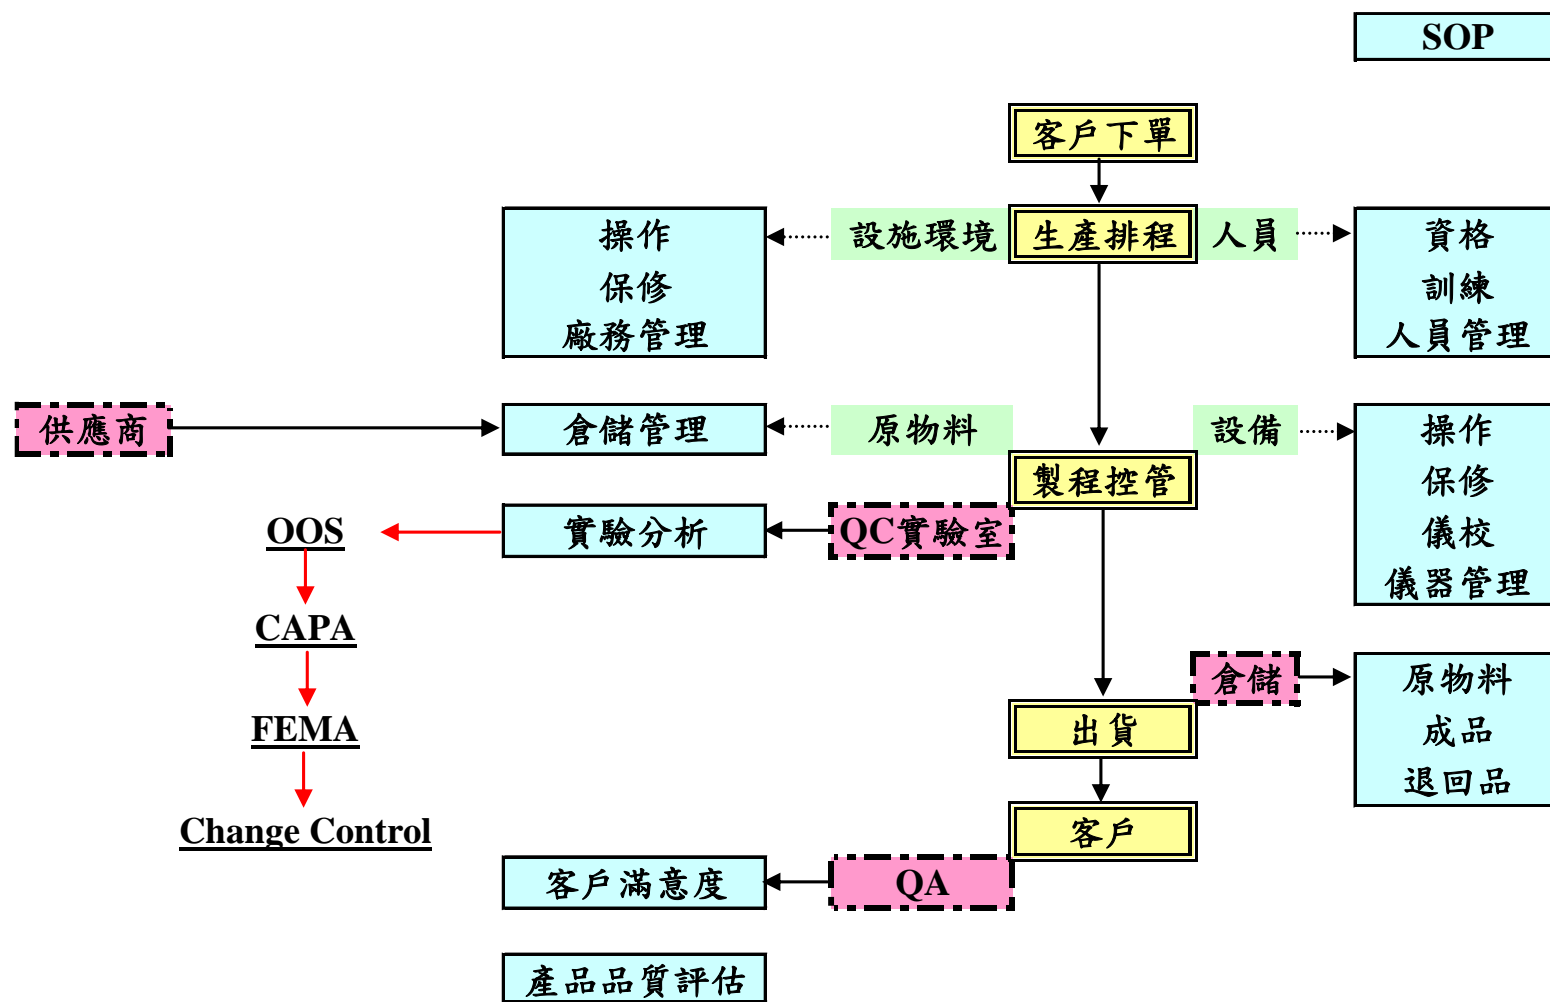 SOP
客戶下單
操作
設施環境
生產排程
人員
資格
保修
訓練
廠務管理
人員管理
供應商
倉儲管理
原物料
設備
操作
製程控管
保修
OOS
實驗分析
QC實驗室
儀校
儀器管理
CAPA
倉儲
原物料
FEMA
出貨
成品
退回品
Change Control
客戶
客戶滿意度
QA
產品品質評估